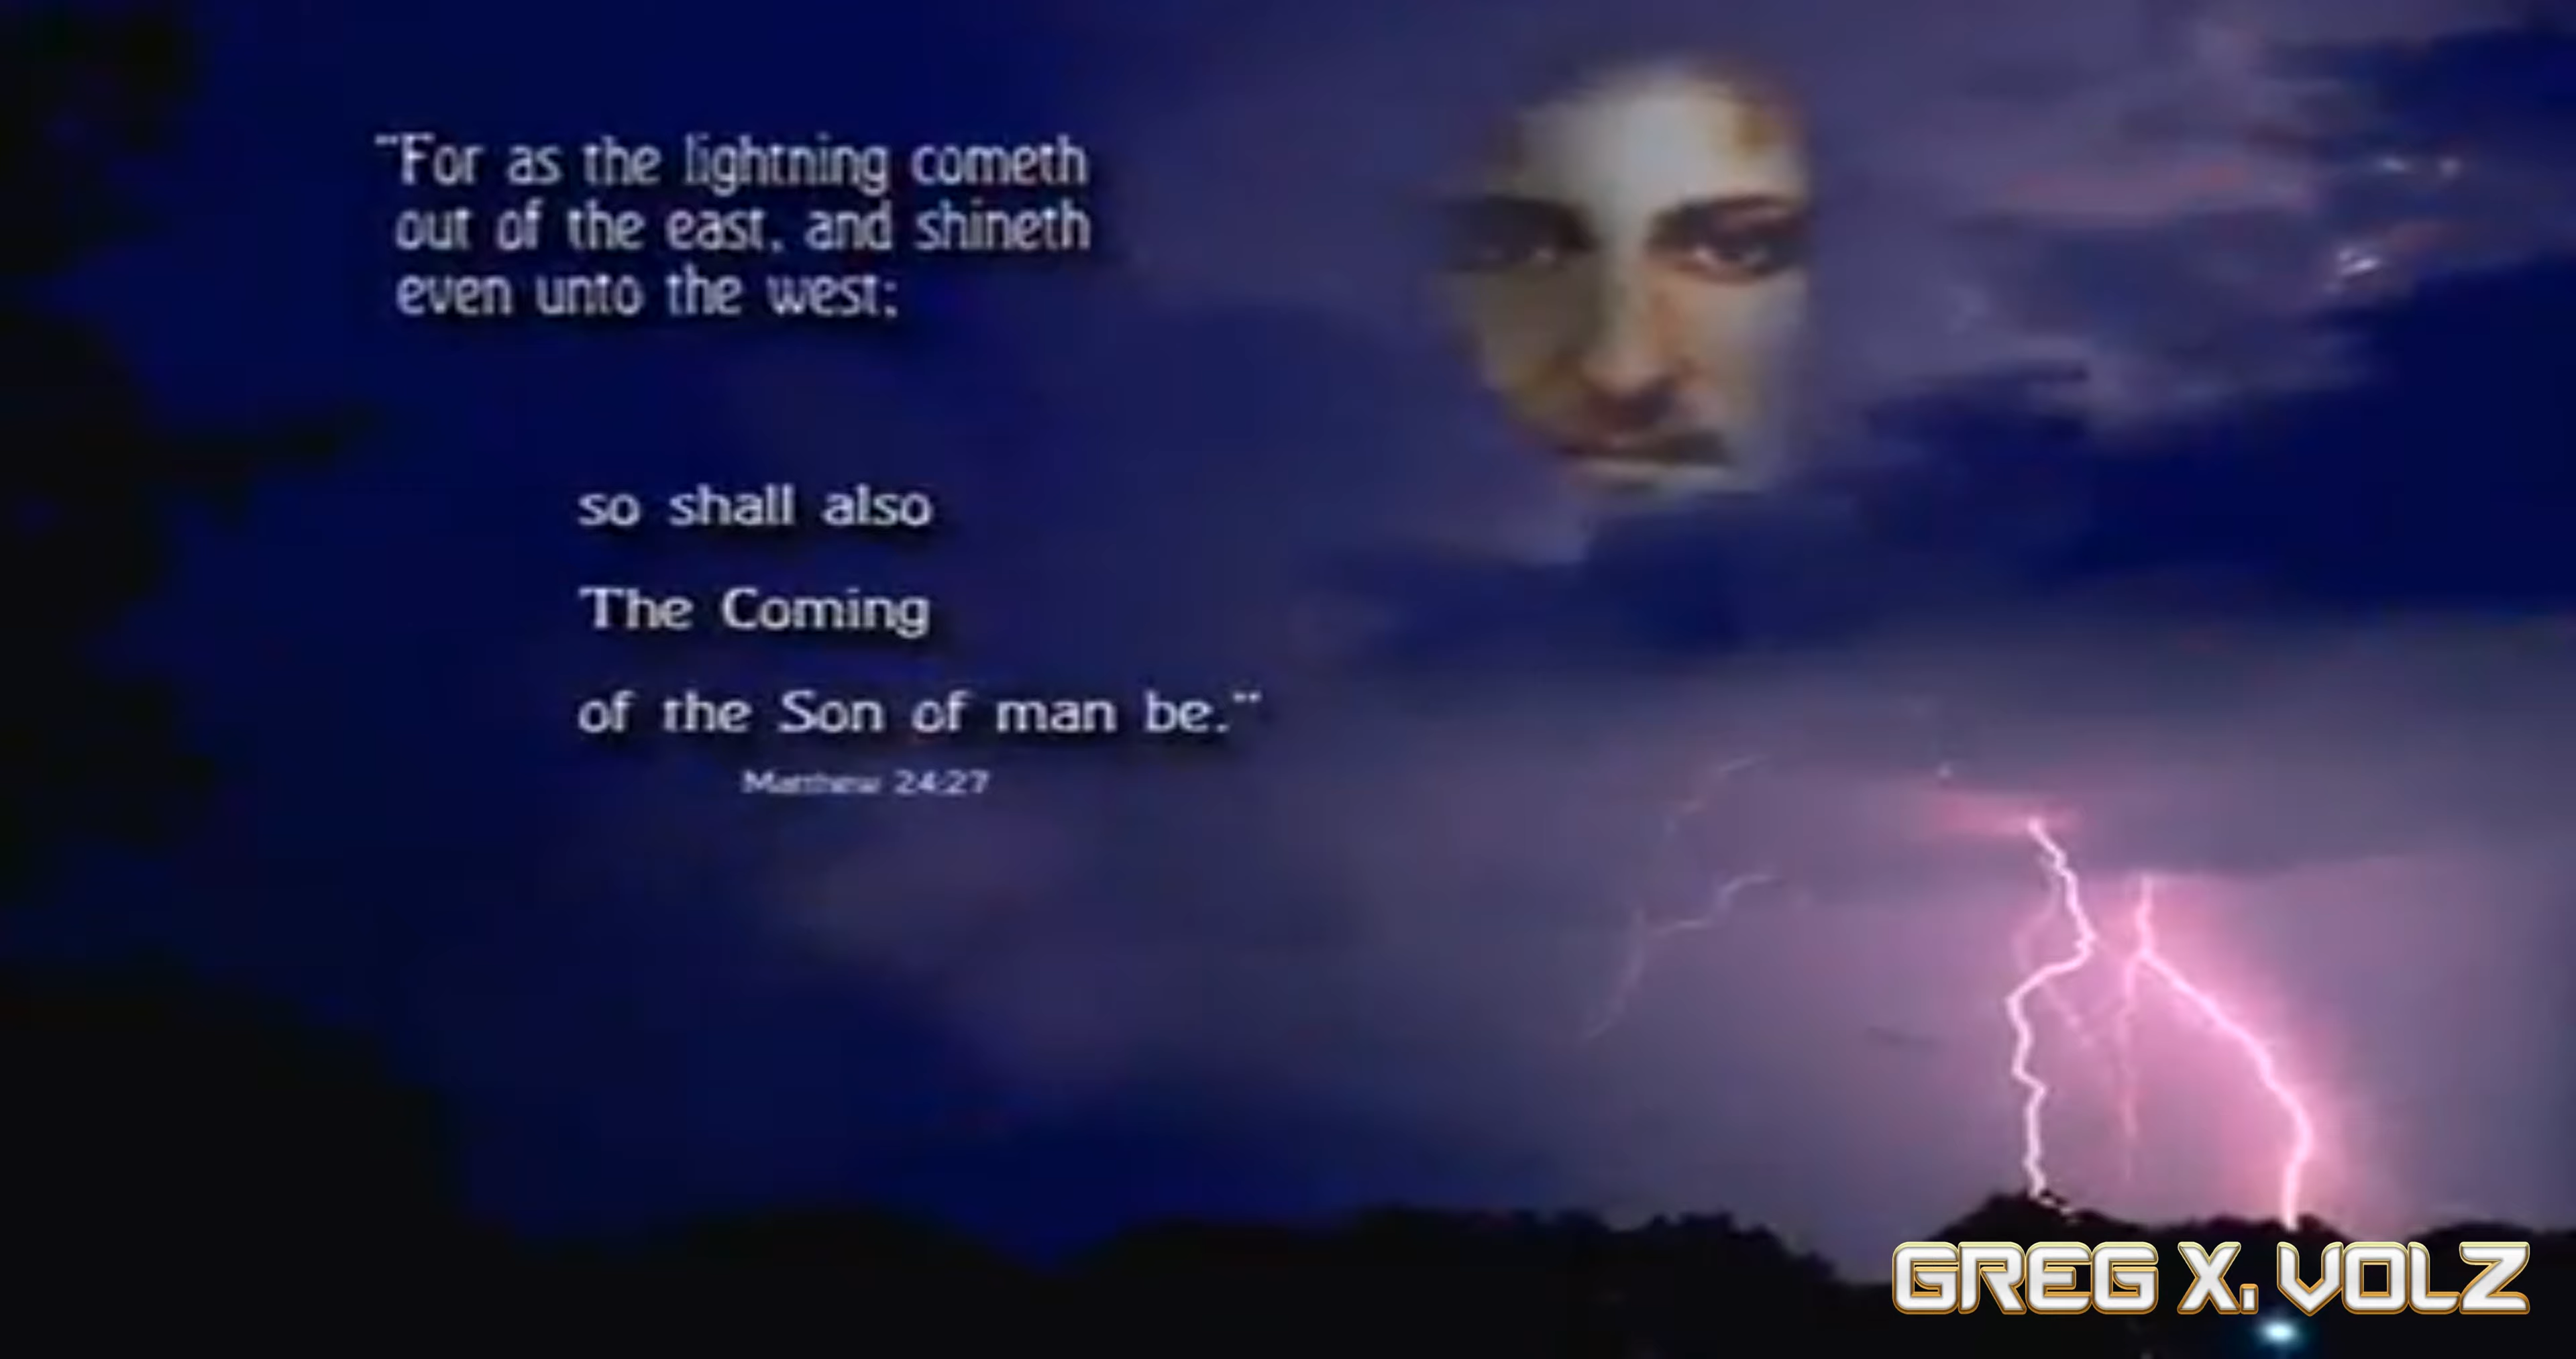 "For as the lightning cometh
out of the east, and shineth
even unto the west;
so shall also
The Coming
of the Son of man be."
Matthew 24:27
GREG X. VOLZ